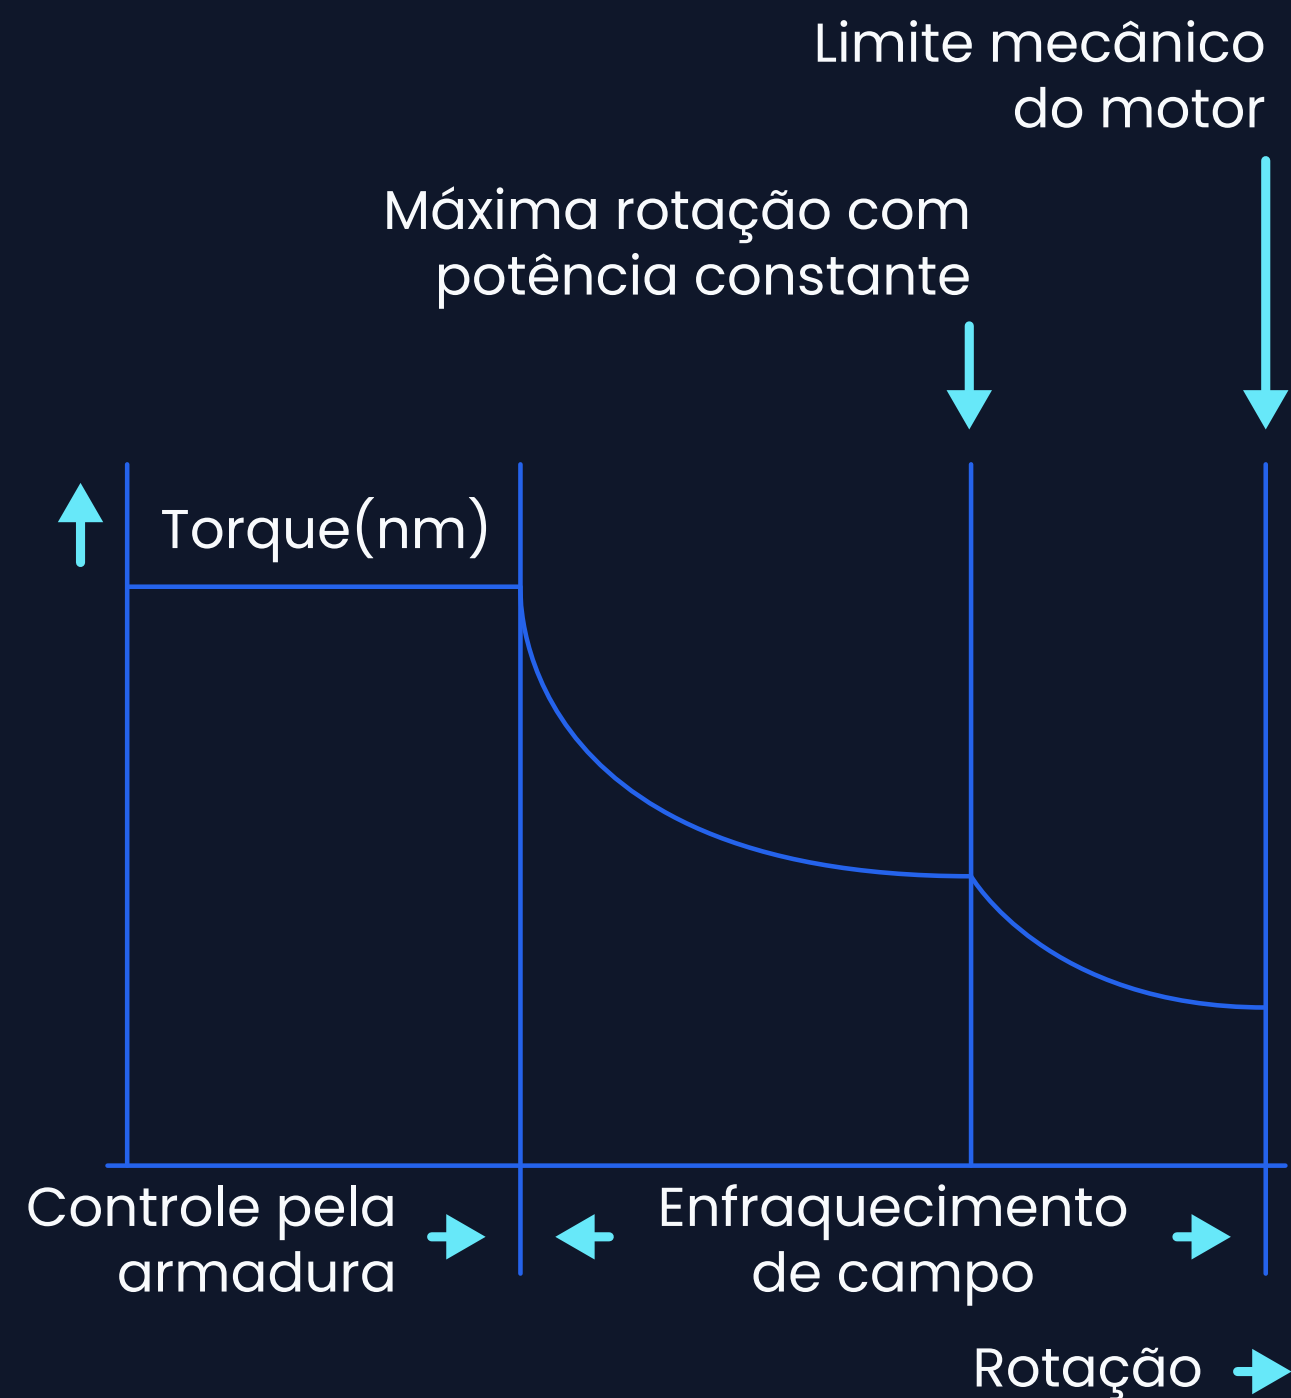 Limite mecânico
do motor
Máxima rotação com
potência constante
Torque(nm)
Controle pela
armadura
Enfraquecimento
de campo
Rotação